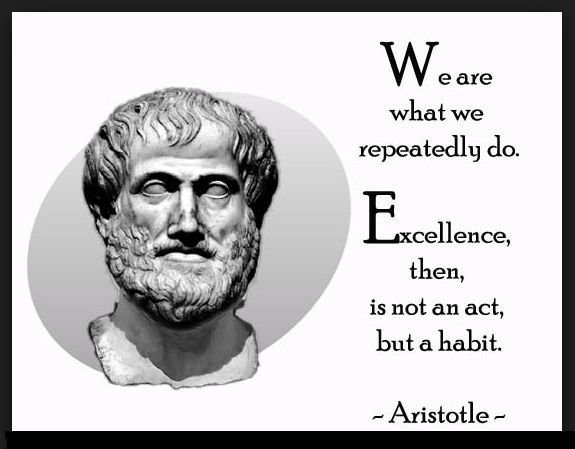 We are
what we
repeatedly do.
Excellence,
then,
is not an act,
but a habit.
~ Aristotle ~